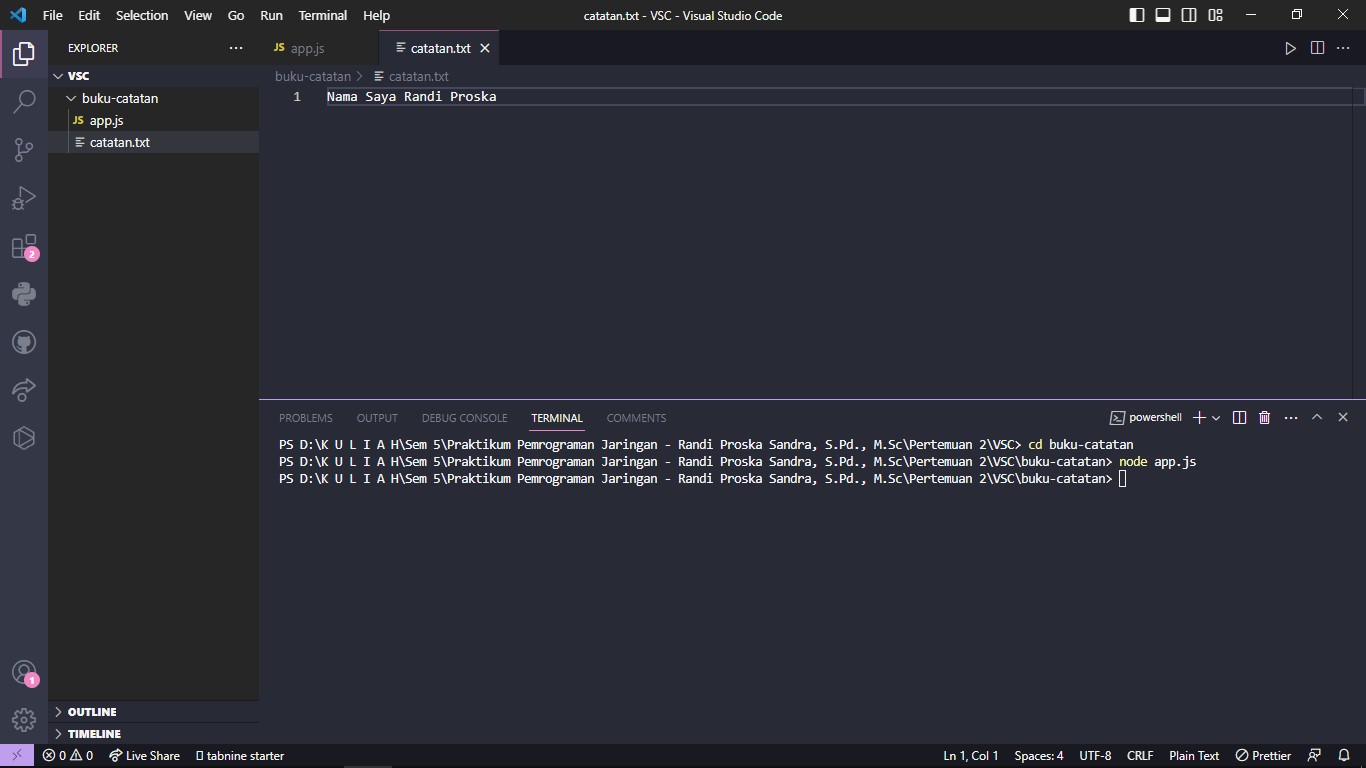 File Edit Selection View Go Run Terminal Help catatan.txt - VSC - Visual Studio Code
EXPLORER
JS app.js
catatan.txt
VSC
buku-catatan
JS app.js
catatan.txt
buku-catatan > catatan.txt
1 Nama Saya Randi Proska
2
1
OUTLINE
TIMELINE
PROBLEMS OUTPUT DEBUG CONSOLE TERMINAL COMMENTS powershell
PS D:\K U L I A H\Sem 5\Praktikum Pemrograman Jaringan - Randi Proska Sandra, S.Pd., M.Sc\Pertemuan 2\VSC> cd buku-catatan
PS D:\K U L I A H\Sem 5\Praktikum Pemrograman Jaringan - Randi Proska Sandra, S.Pd., M.Sc\Pertemuan 2\VSC\buku-catatan> node app.js
PS D:\K U L I A H\Sem 5\Praktikum Pemrograman Jaringan - Randi Proska Sandra, S.Pd., M.Sc\Pertemuan 2\VSC\buku-catatan>
0 0 Live Share tabnine starter Ln 1, Col 1 Spaces: 4 UTF-8 CRLF Plain Text Prettier